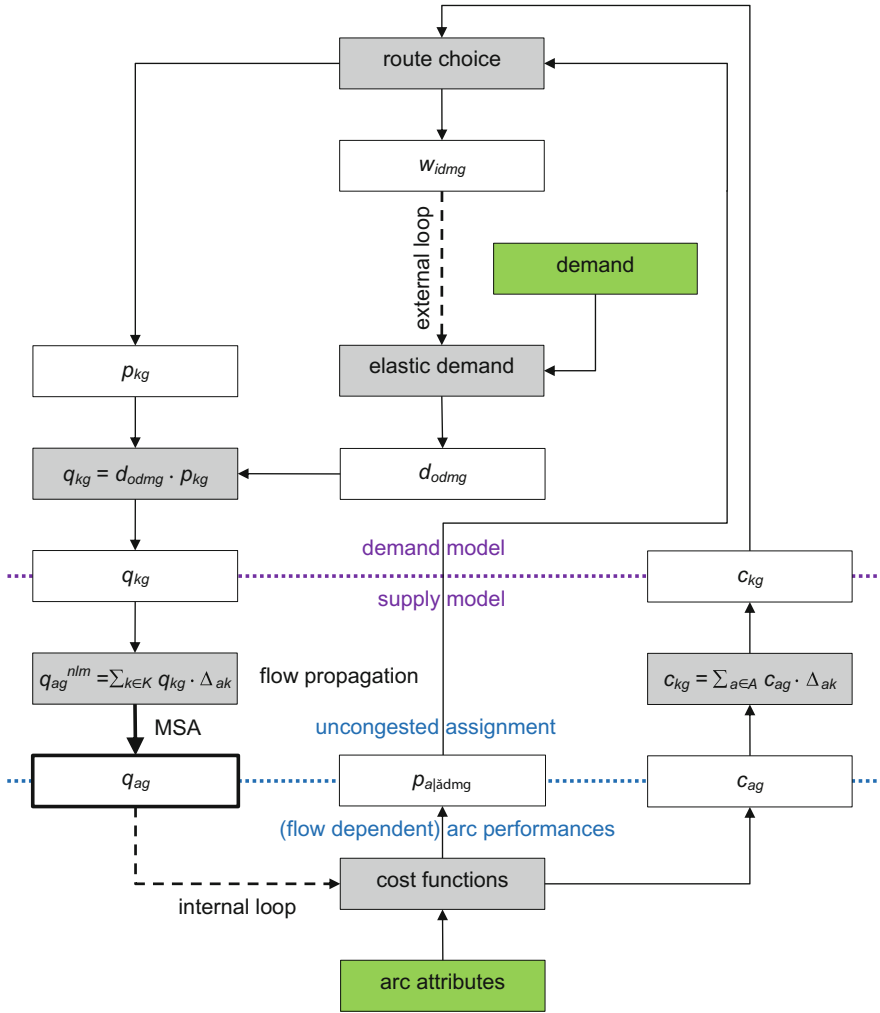 route choice
w_idmg
external loop
demand
p_kg
elastic demand
q_kg = d_odmg · p_kg
d_odmg
demand model
q_kg
c_kg
supply model
q_ag^nlm =∑_k∈K q_kg · Δ_ak
flow propagation
c_kg = ∑_a∈A c_ag · Δ_ak
MSA
uncongested assignment
q_ag
p_a|ădmg
c_ag
(flow dependent) arc performances
cost functions
internal loop
arc attributes